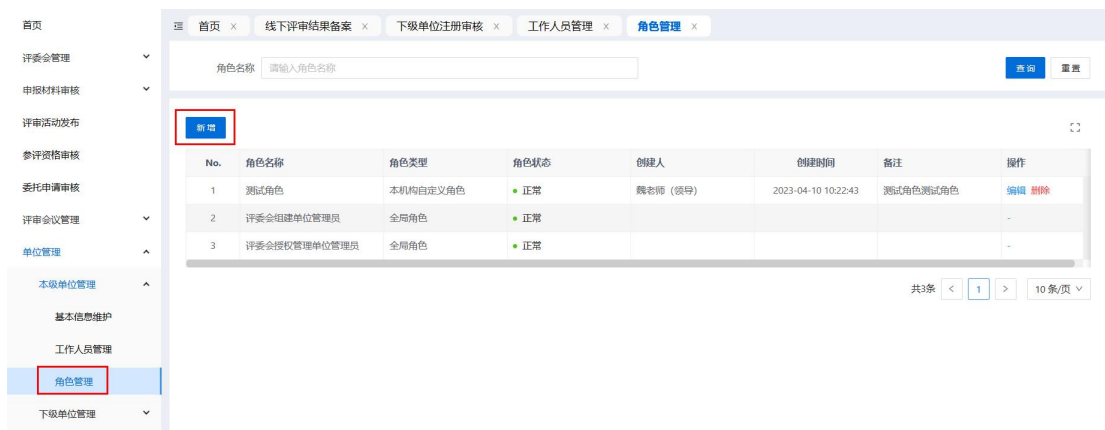 首页
评委会管理
申报材料审核
评审活动发布
参评资格审核
委托申请审核
评审会议管理
单位管理
本级单位管理
基本信息维护
工作人员管理
角色管理
下级单位管理
首页 × 线下评审结果备案 × 下级单位注册审核 × 工作人员管理 × 角色管理 ×
角色名称 请输入角色名称 查询 重置
新增
No. 角色名称 角色类型 角色状态 创建人 创建时间 备注 操作
1 测试角色 本机构自定义角色 正常 魏老师（领导） 2023-04-10 10:22:43 测试角色测试角色 编辑 删除
2 评委会组建单位管理员 全局角色 正常 -
3 评委会授权管理单位管理员 全局角色 正常 -
共3条 < 1 > 10 条/页